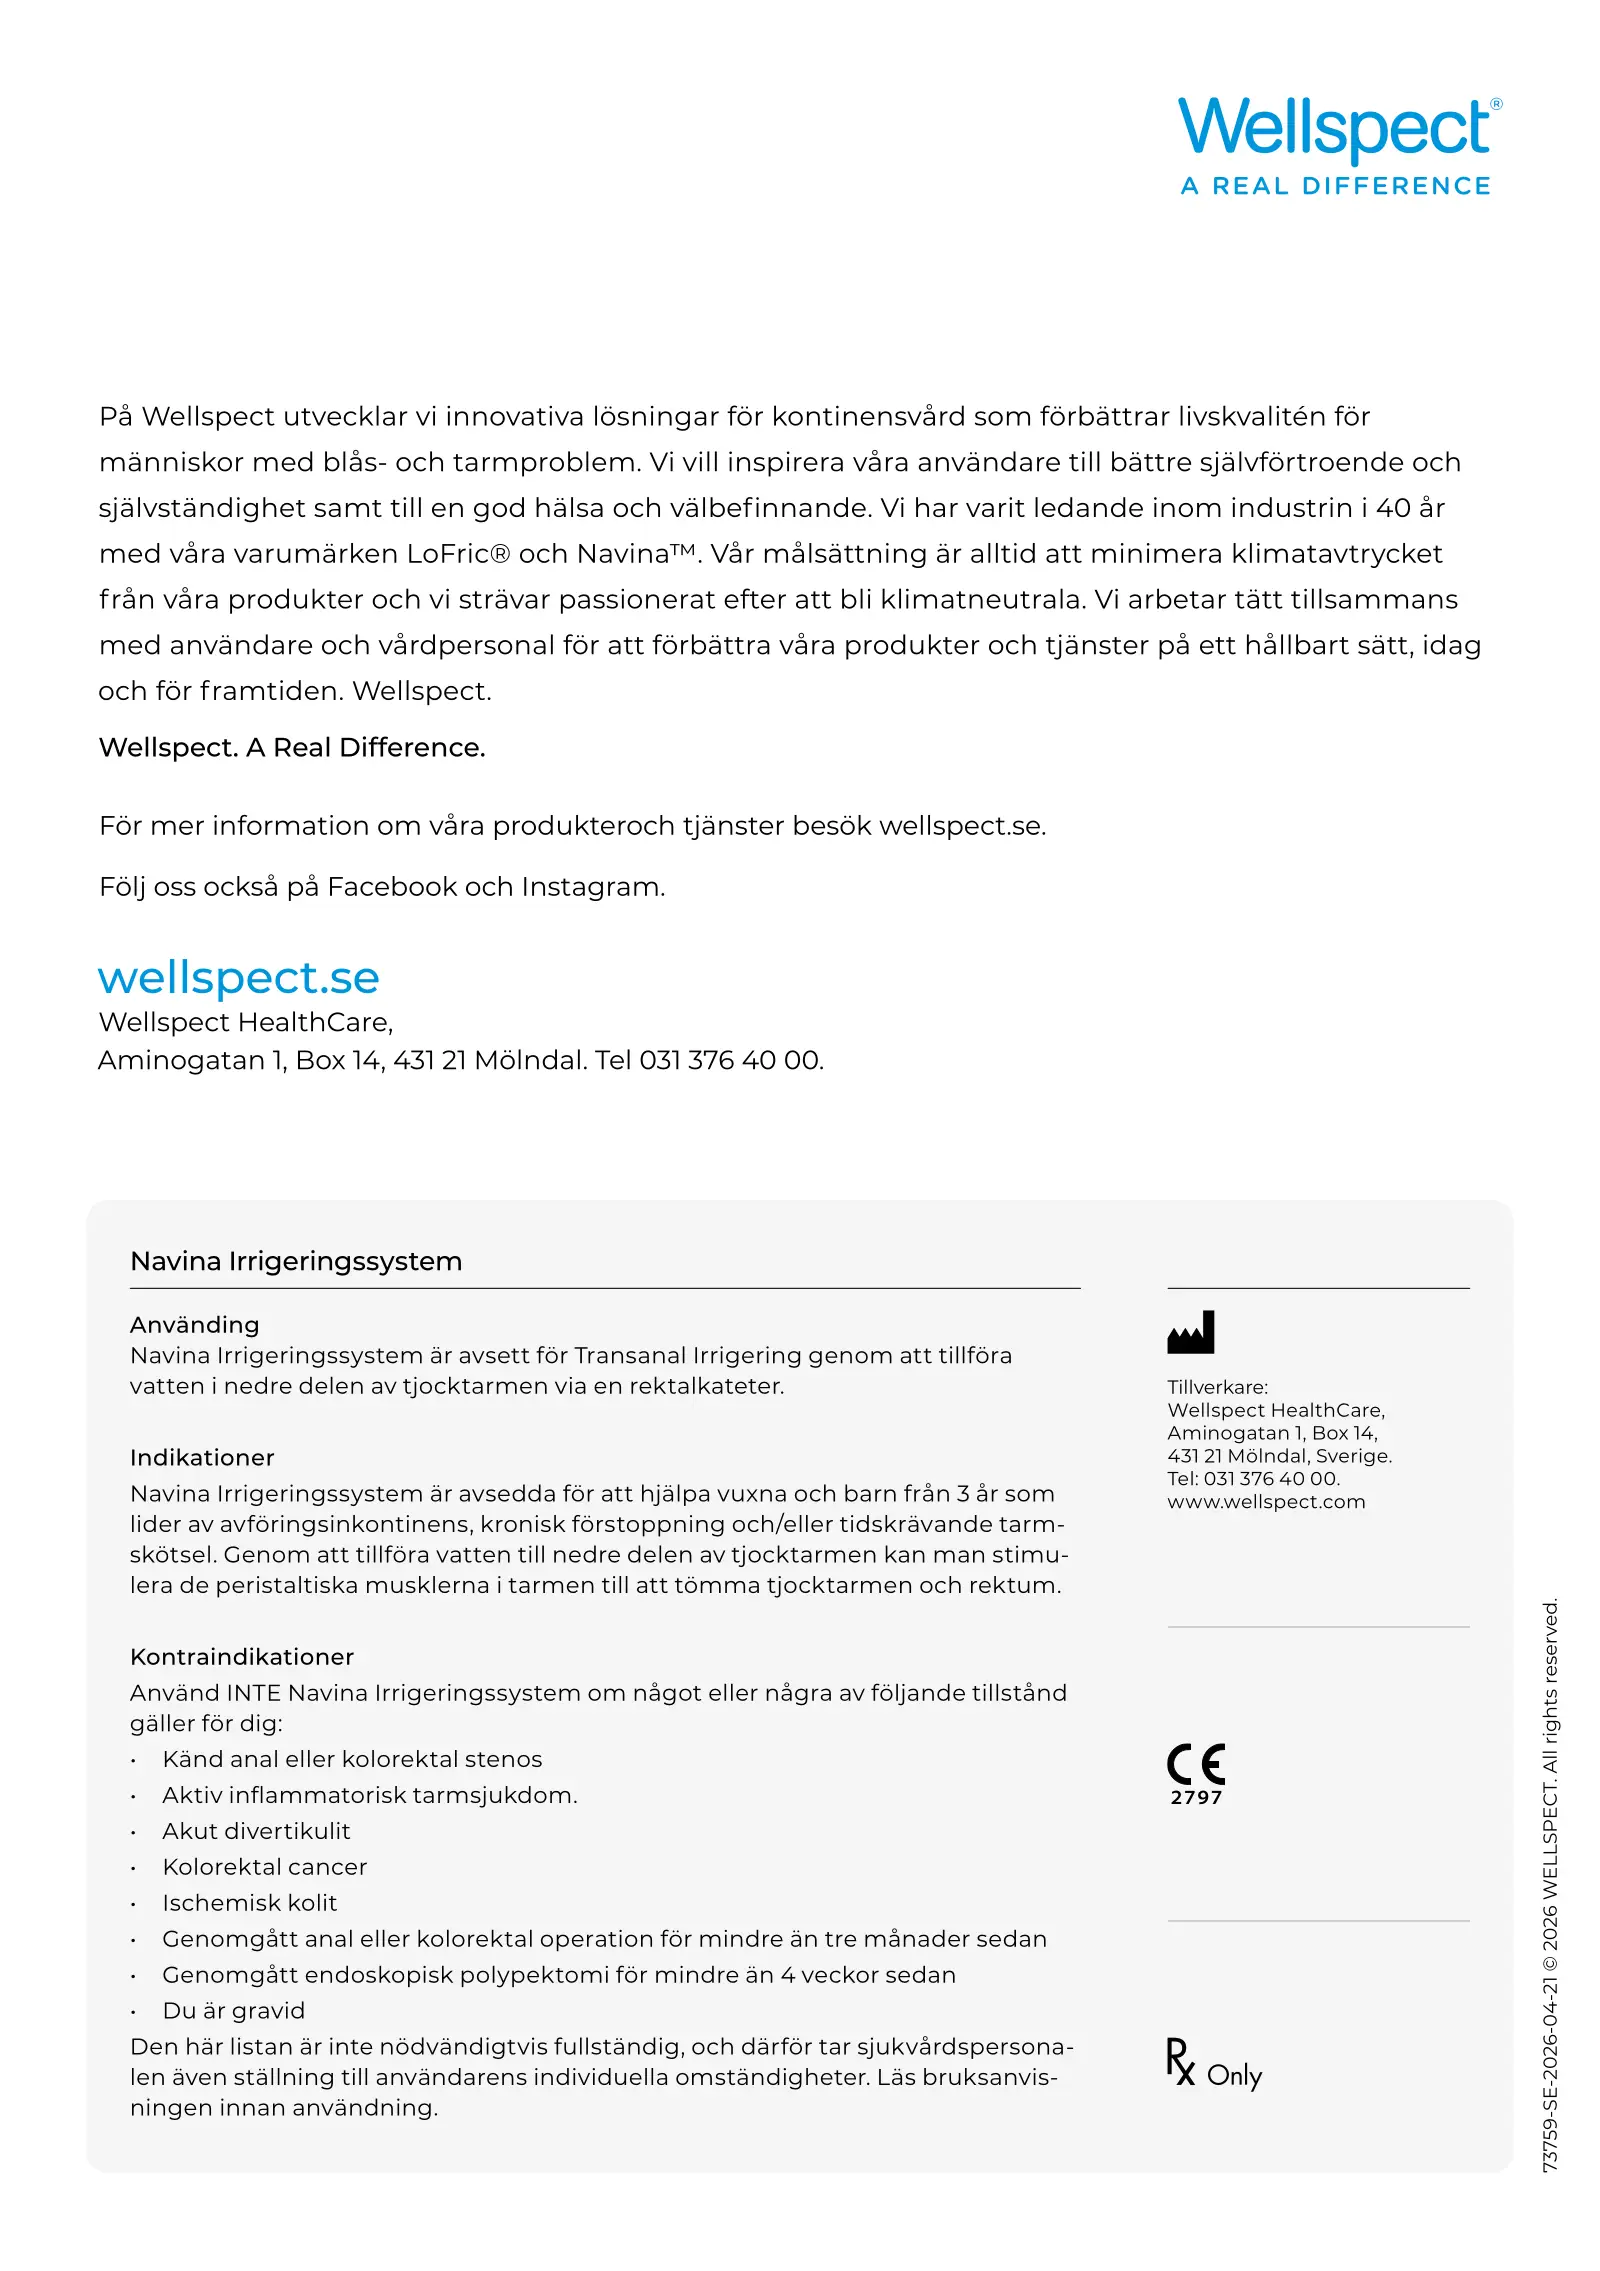 Wellspect®
A REAL DIFFERENCE
På Wellspect utvecklar vi innovativa lösningar för kontinensvård som förbättrar livskvalitén för
människor med blås- och tarmproblem. Vi vill inspirera våra användare till bättre självförtroende och
självständighet samt till en god hälsa och välbefinnande. Vi har varit ledande inom industrin i 40 år
med våra varumärken LoFric® och Navina™. Vår målsättning är alltid att minimera klimatavtrycket
från våra produkter och vi strävar passionerat efter att bli klimatneutrala. Vi arbetar tätt tillsammans
med användare och vårdpersonal för att förbättra våra produkter och tjänster på ett hållbart sätt, idag
och för framtiden. Wellspect.
Wellspect. A Real Difference.
För mer information om våra produkteroch tjänster besök wellspect.se.
Följ oss också på Facebook och Instagram.
wellspect.se
Wellspect HealthCare,
Aminogatan 1, Box 14, 431 21 Mölndal. Tel 031 376 40 00.
Navina Irrigeringssystem
Använding
Navina Irrigeringssystem är avsett för Transanal Irrigering genom att tillföra
vatten i nedre delen av tjocktarmen via en rektalkateter.
Indikationer
Navina Irrigeringssystem är avsedda för att hjälpa vuxna och barn från 3 år som
lider av avföringsinkontinens, kronisk förstoppning och/eller tidskrävande tarm-
skötsel. Genom att tillföra vatten till nedre delen av tjocktarmen kan man stimu-
lera de peristaltiska musklerna i tarmen till att tömma tjocktarmen och rektum.
Kontraindikationer
Använd INTE Navina Irrigeringssystem om något eller några av följande tillstånd
gäller för dig:
• Känd anal eller kolorektal stenos
• Aktiv inflammatorisk tarmsjukdom.
• Akut divertikulit
• Kolorektal cancer
• Ischemisk kolit
• Genomgått anal eller kolorektal operation för mindre än tre månader sedan
• Genomgått endoskopisk polypektomi för mindre än 4 veckor sedan
• Du är gravid
Den här listan är inte nödvändigtvis fullständig, och därför tar sjukvårdspersona-
len även ställning till användarens individuella omständigheter. Läs bruksanvis-
ningen innan användning.
Tillverkare:
Wellspect HealthCare,
Aminogatan 1, Box 14,
431 21 Mölndal, Sverige.
Tel: 031 376 40 00.
www.wellspect.com
CE
2797
Rx Only
73759-SE-2026-04-21 © 2026 WELLSPECT. All rights reserved.